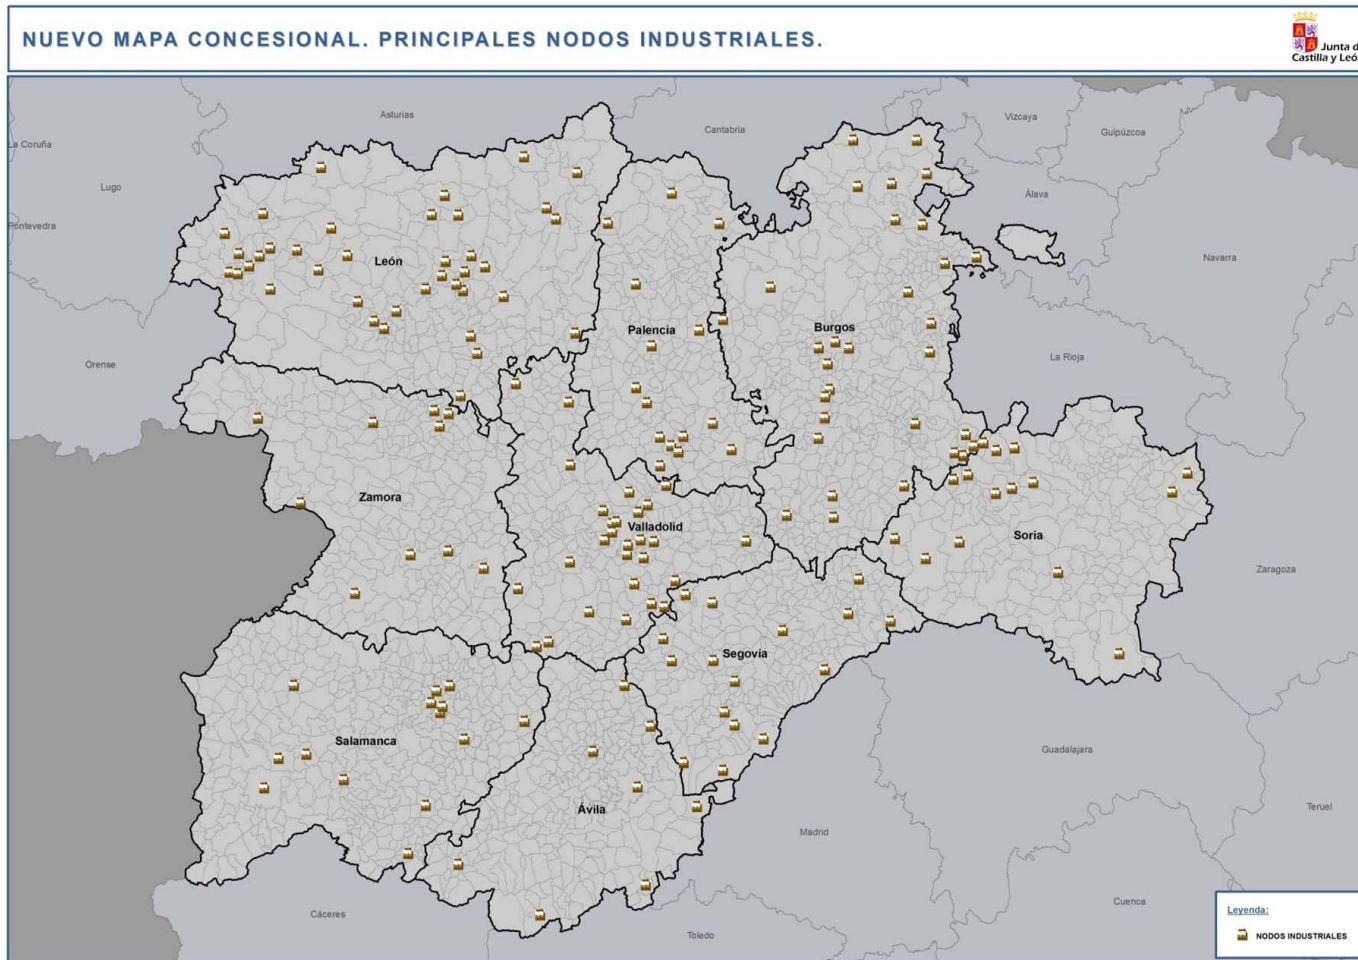 NUEVO MAPA CONCESIONAL. PRINCIPALES NODOS INDUSTRIALES.
Junta d
Castilla y Leó
Asturias
Cantabria
Vizcaya
Guipúzcoa
La Coruña
Lugo
Álava
Pontevedra
Navarra
León
Palencia
Burgos
La Rioja
Orense
Zamora
Valladolid
Soria
Zaragoza
Segovia
Salamanca
Guadalajara
Ávila
Teruel
Madrid
Cuenca
Cáceres
Toledo
Leyenda:
NODOS INDUSTRIALES